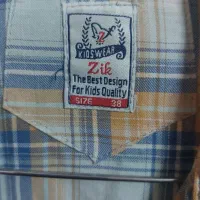 Z
KIDSWEAR
Zik
The Best Design
For Kids Quality
SIZE 38